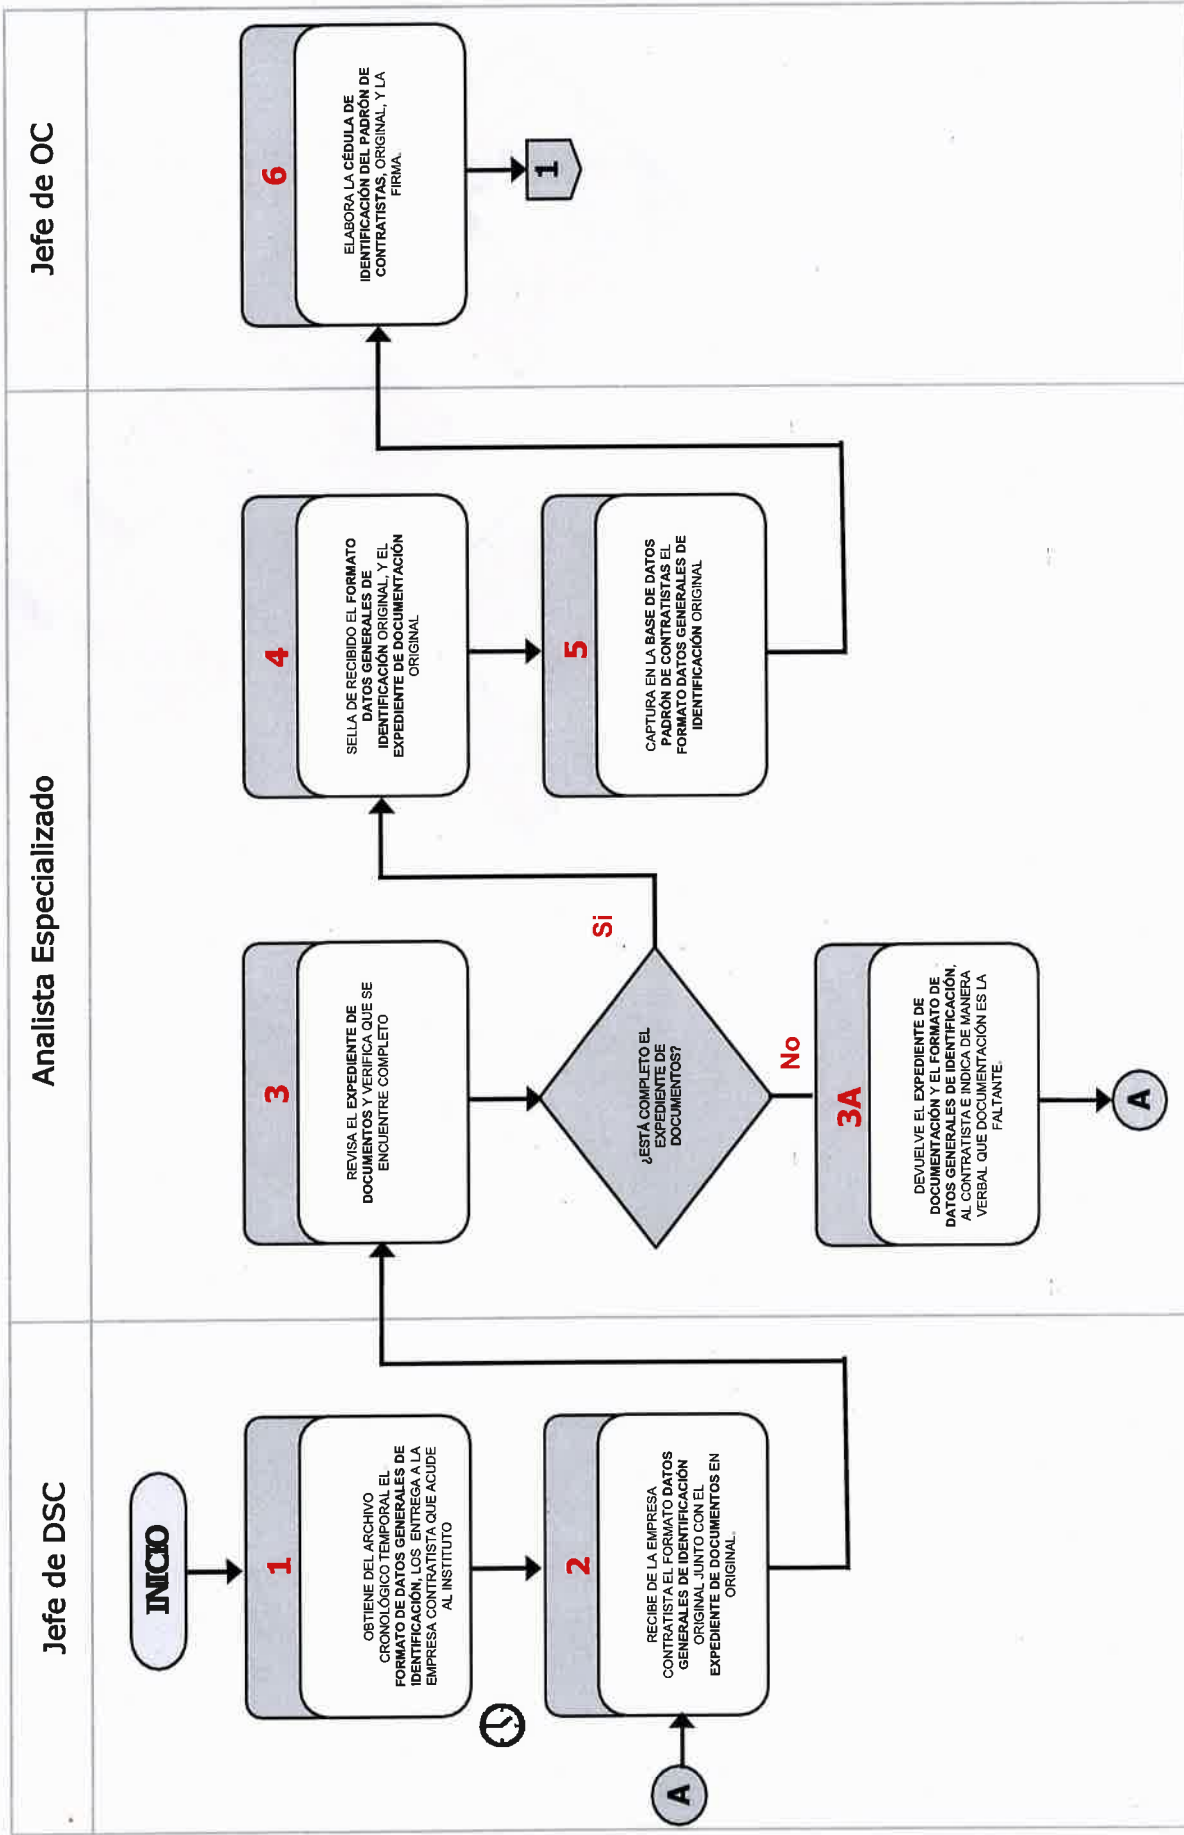 Jefe de DSC
Analista Especializado
Jefe de OC
INICIO
1
OBTIENE DEL ARCHIVO
CRONOLÓGICO TEMPORAL EL
FORMATO DE DATOS GENERALES DE
IDENTIFICACIÓN, LOS ENTREGA A LA
EMPRESA CONTRATISTA QUE ACUDE
AL INSTITUTO
2
RECIBE DE LA EMPRESA
CONTRATISTA EL FORMATO DATOS
GENERALES DE IDENTIFICACIÓN
ORIGINAL JUNTO CON EL
EXPEDIENTE DE DOCUMENTOS EN
ORIGINAL.
A
3
REVISA EL EXPEDIENTE DE
DOCUMENTOS Y VERIFICA QUE SE
ENCUENTRE COMPLETO
¿ESTÁ COMPLETO EL
EXPEDIENTE DE
DOCUMENTOS?
Si
No
3A
DEVUELVE EL EXPEDIENTE DE
DOCUMENTACIÓN Y EL FORMATO DE
DATOS GENERALES DE IDENTIFICACIÓN,
AL CONTRATISTA E INDICA DE MANERA
VERBAL QUE DOCUMENTACIÓN ES LA
FALTANTE.
A
4
SELLA DE RECIBIDO EL FORMATO
DATOS GENERALES DE
IDENTIFICACIÓN ORIGINAL, Y EL
EXPEDIENTE DE DOCUMENTACIÓN
ORIGINAL
5
CAPTURA EN LA BASE DE DATOS
PADRÓN DE CONTRATISTAS EL
FORMATO DATOS GENERALES DE
IDENTIFICACIÓN ORIGINAL
6
ELABORA LA CÉDULA DE
IDENTIFICACIÓN DEL PADRÓN DE
CONTRATISTAS, ORIGINAL, Y LA
FIRMA.
1